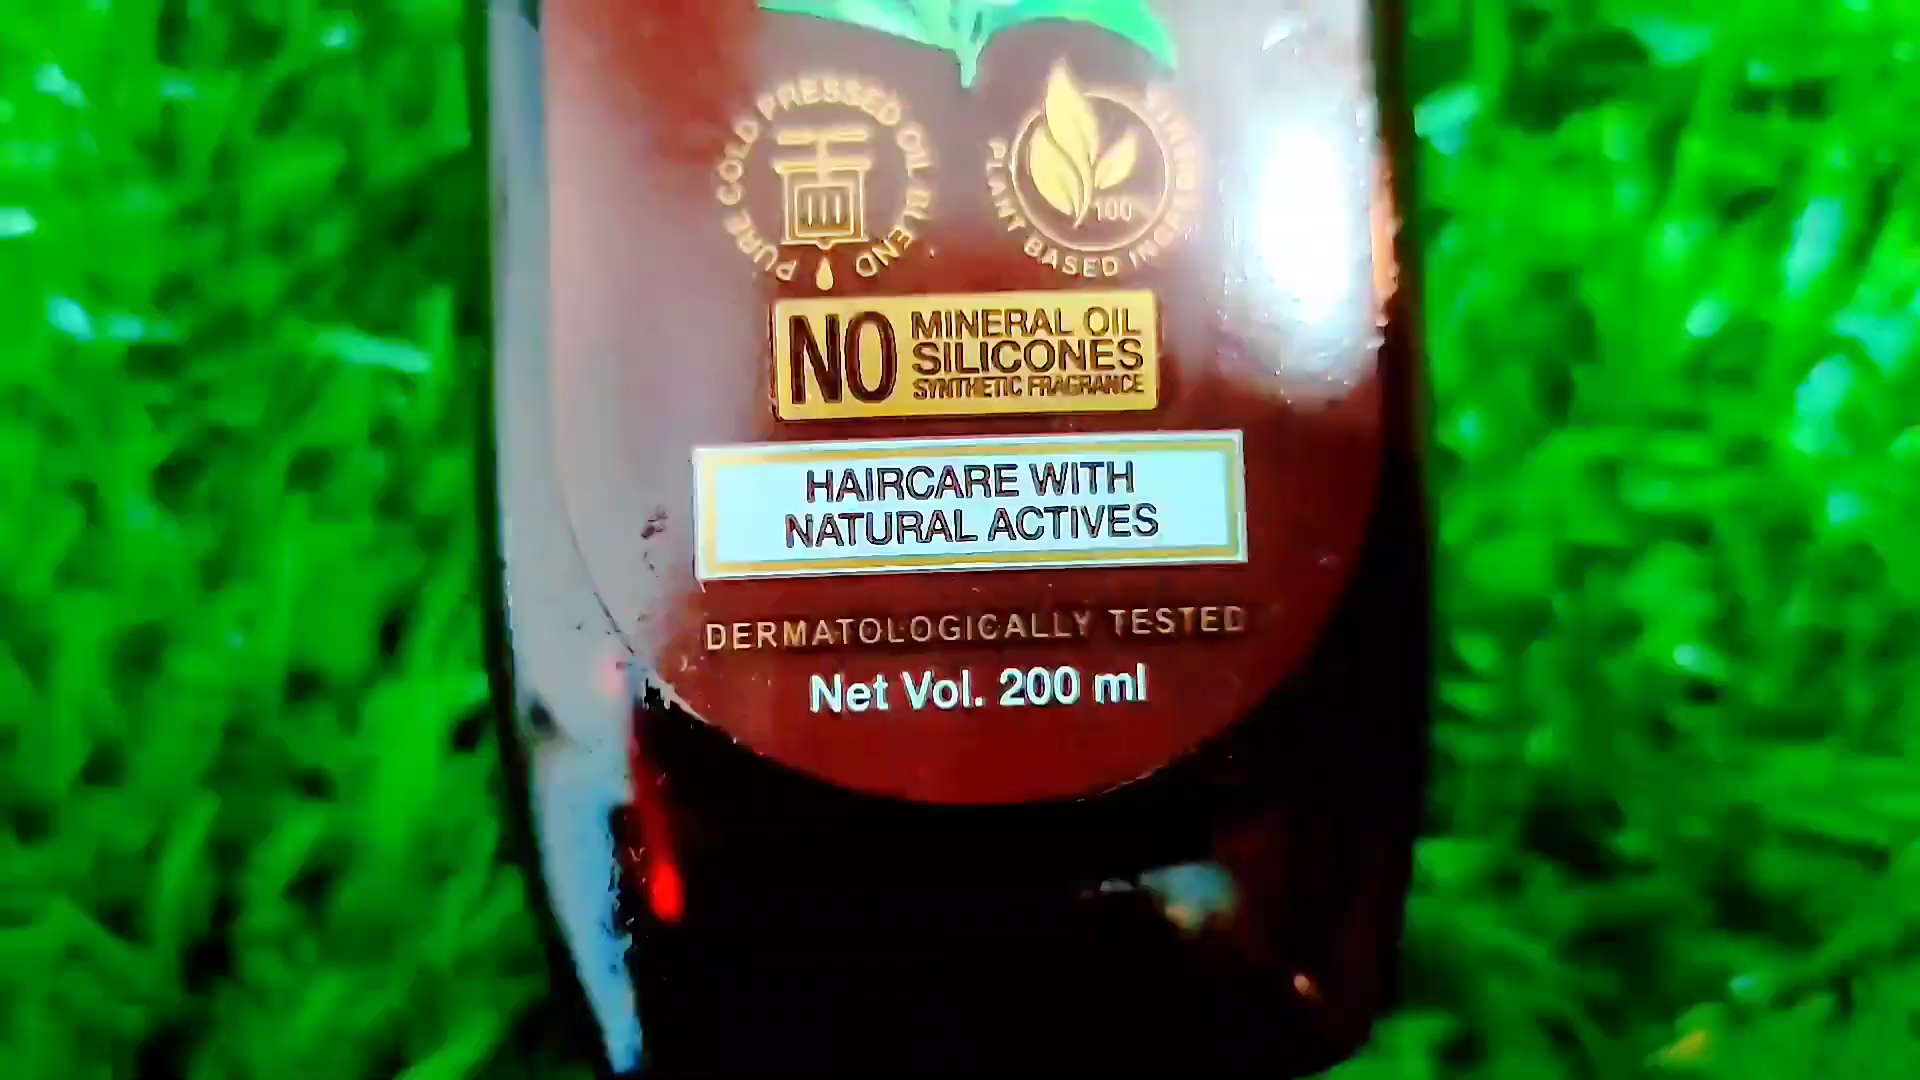 PURE COLD PRESSED OIL BLEND
PLANT BASED
100
NO
MINERAL OIL
SILICONES
SYNTHETIC FRAGRANCE
HAIRCARE WITH
NATURAL ACTIVES
DERMATOLOGICALLY TESTED
Net Vol. 200 ml